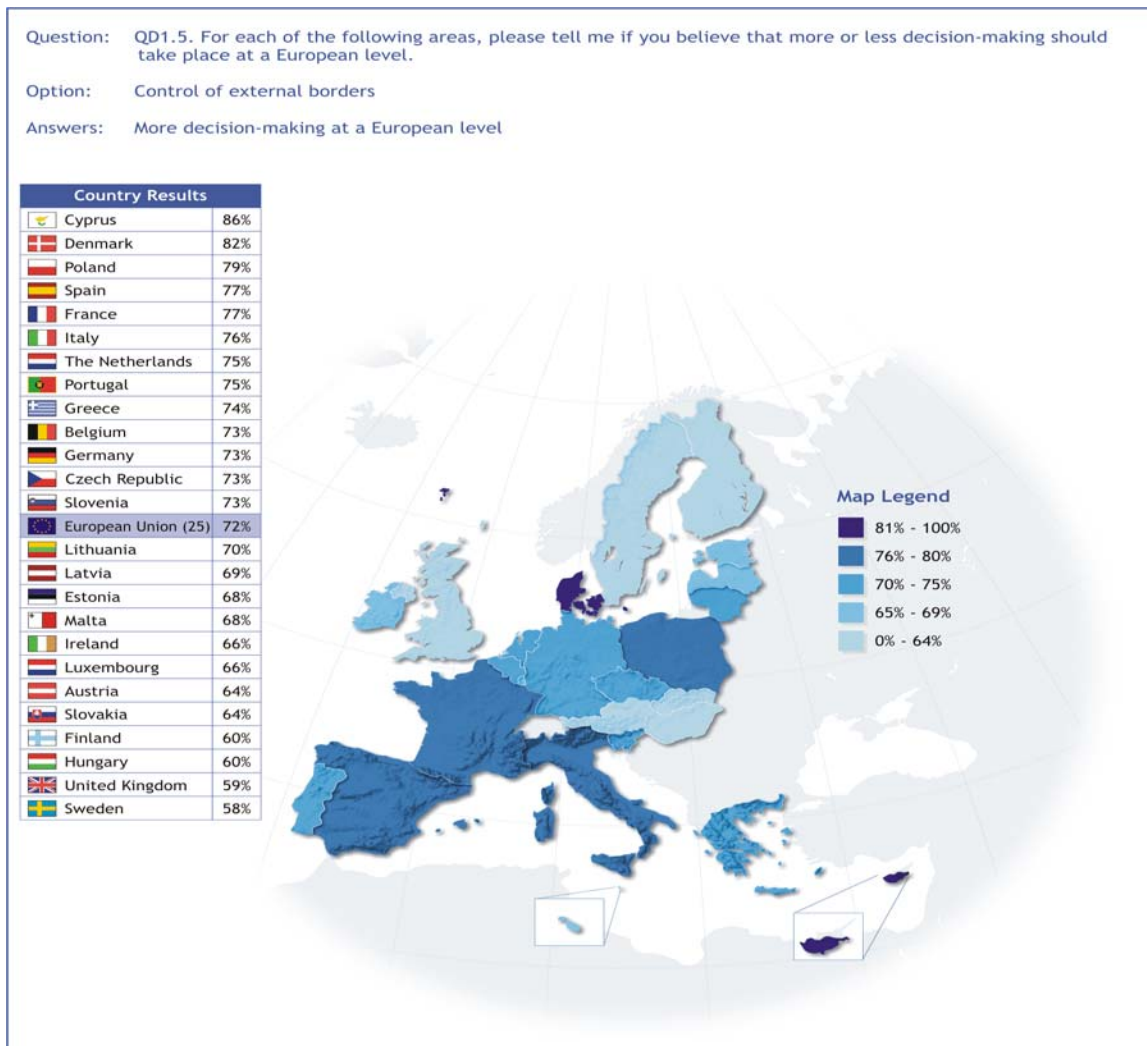 Question: QD1.5. For each of the following areas, please tell me if you believe that more or less decision-making should
take place at a European level.
Option: Control of external borders
Answers: More decision-making at a European level
Country Results
Cyprus 86%
Denmark 82%
Poland 79%
Spain 77%
France 77%
Italy 76%
The Netherlands 75%
Portugal 75%
Greece 74%
Belgium 73%
Germany 73%
Czech Republic 73%
Slovenia 73%
European Union (25) 72%
Lithuania 70%
Latvia 69%
Estonia 68%
Malta 68%
Ireland 66%
Luxembourg 66%
Austria 64%
Slovakia 64%
Finland 60%
Hungary 60%
United Kingdom 59%
Sweden 58%
Map Legend
81% - 100%
76% - 80%
70% - 75%
65% - 69%
0% - 64%